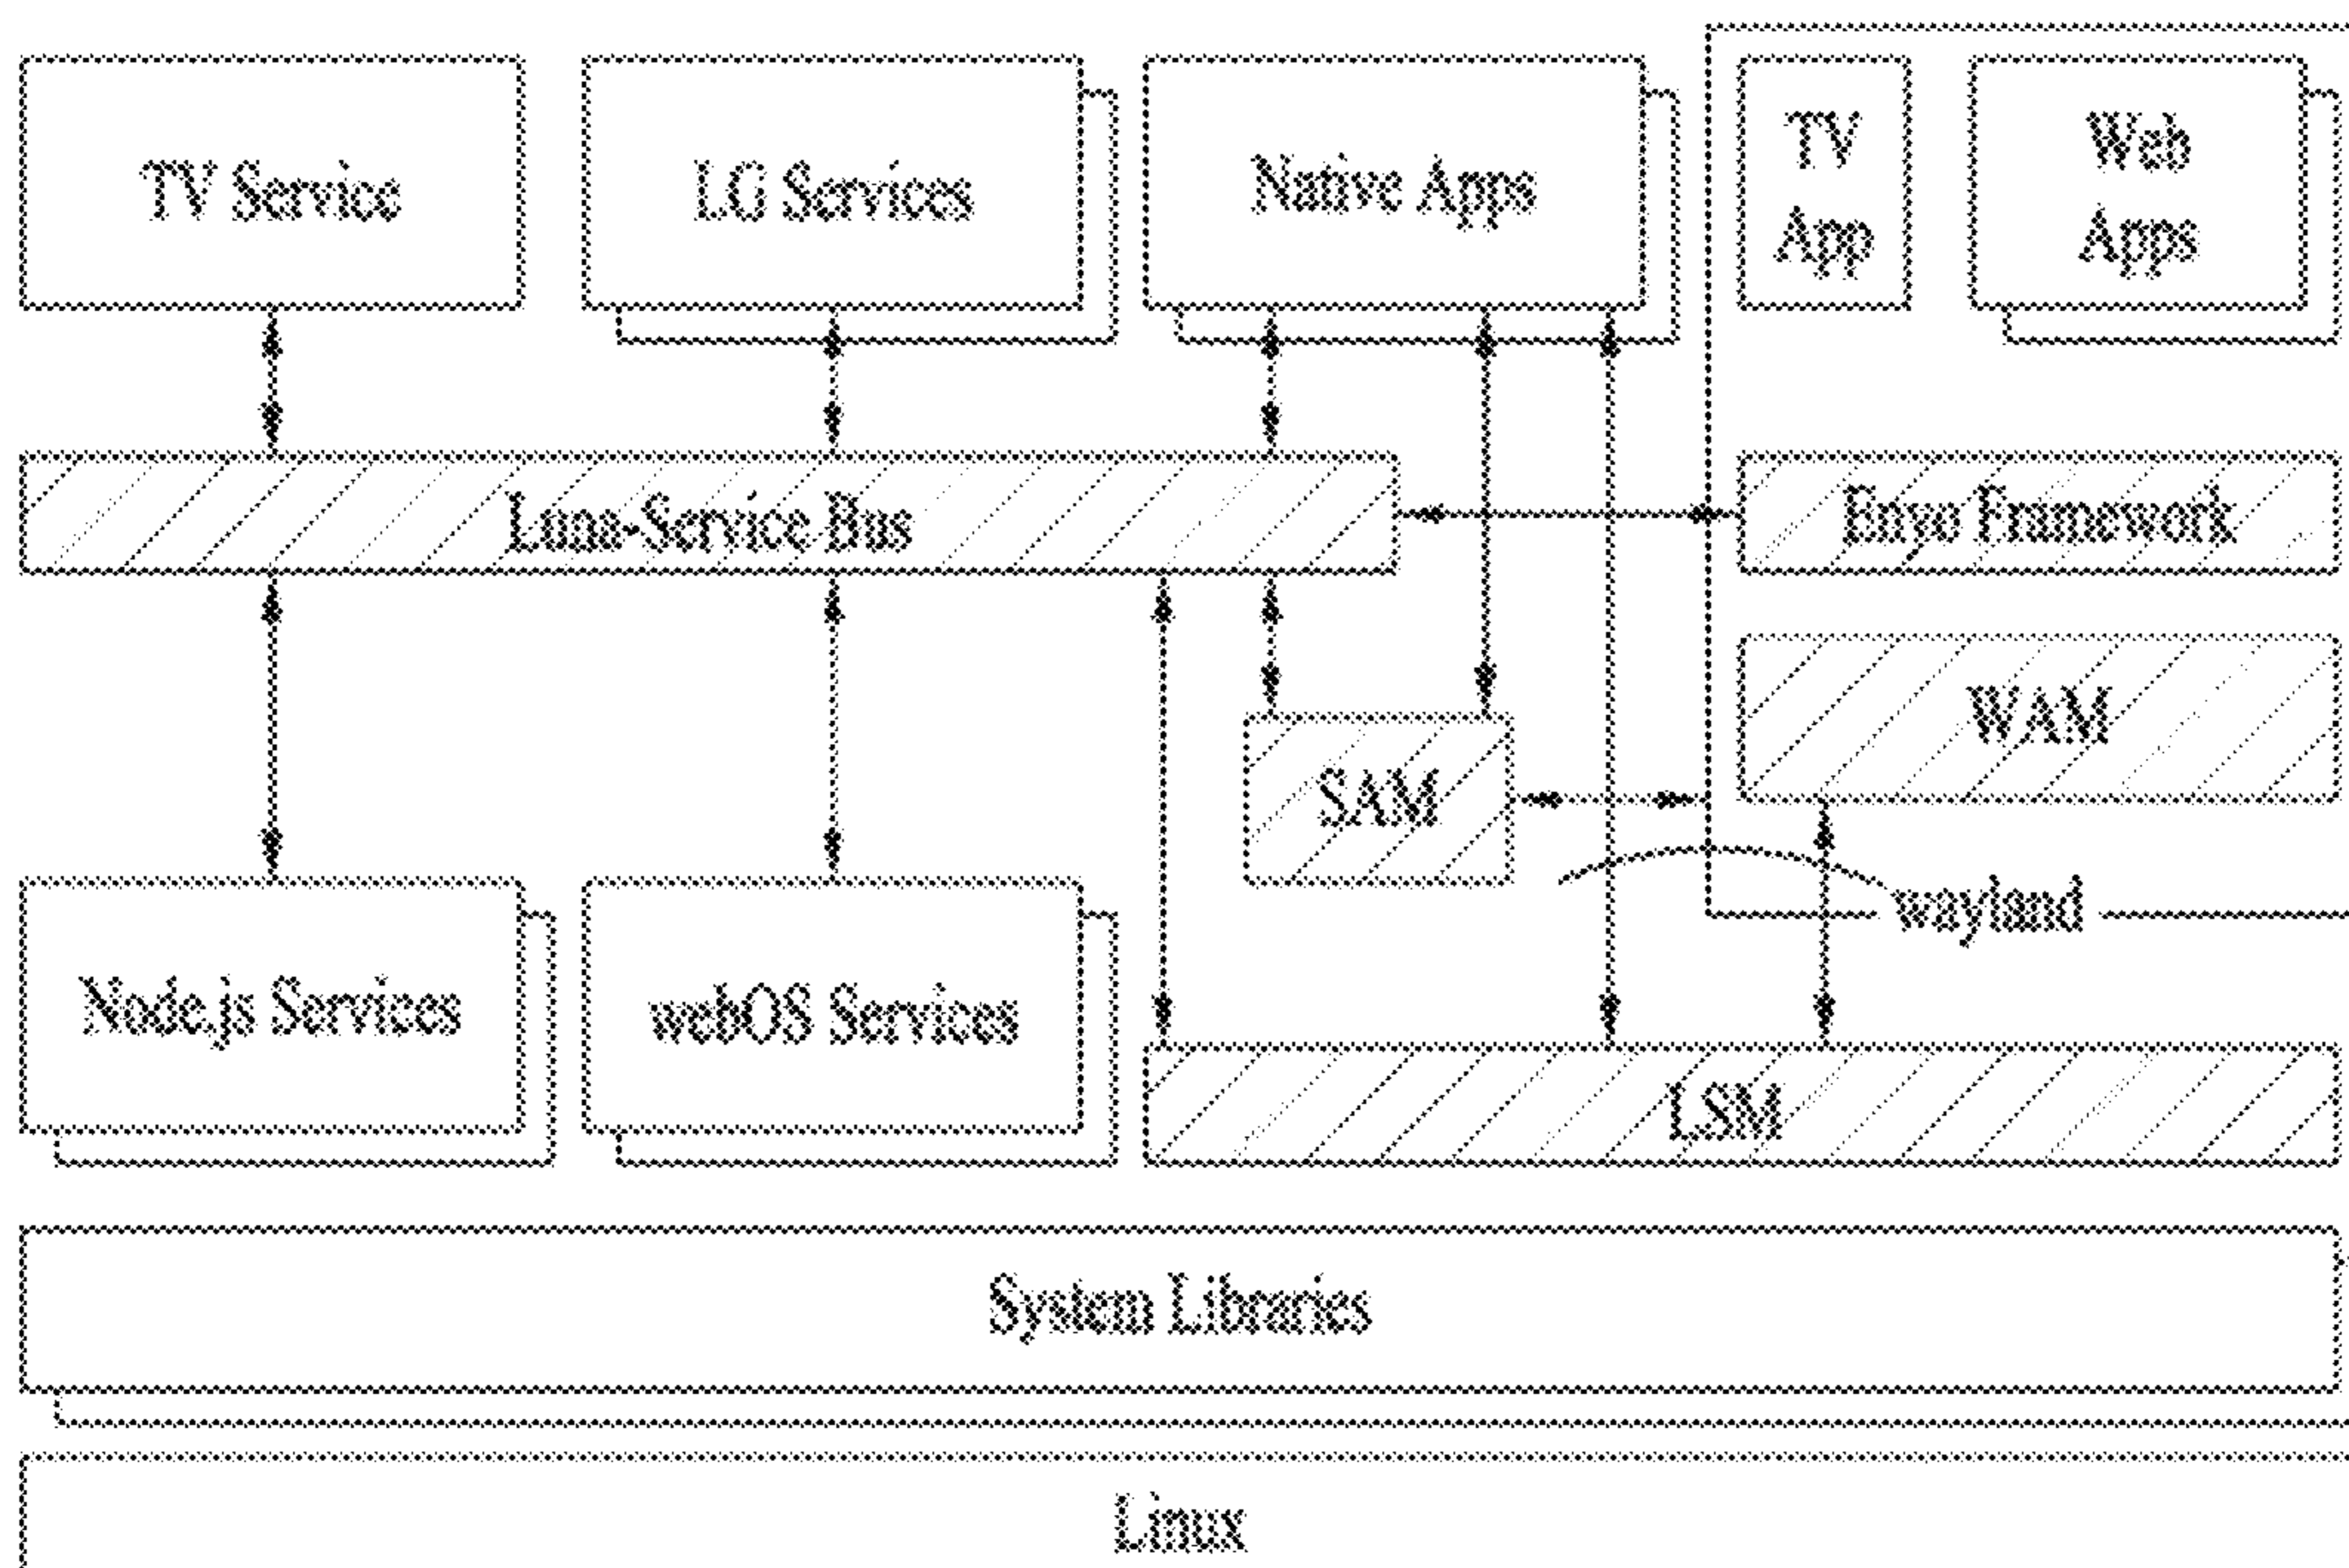 TV Service
LG Services
Native Apps
TV
App
Web
Apps
Luna-Service Bus
Enyo Framework
WAM
SAM
wayland
Node.js Services
webOS Services
LSM
System Libraries
Linux